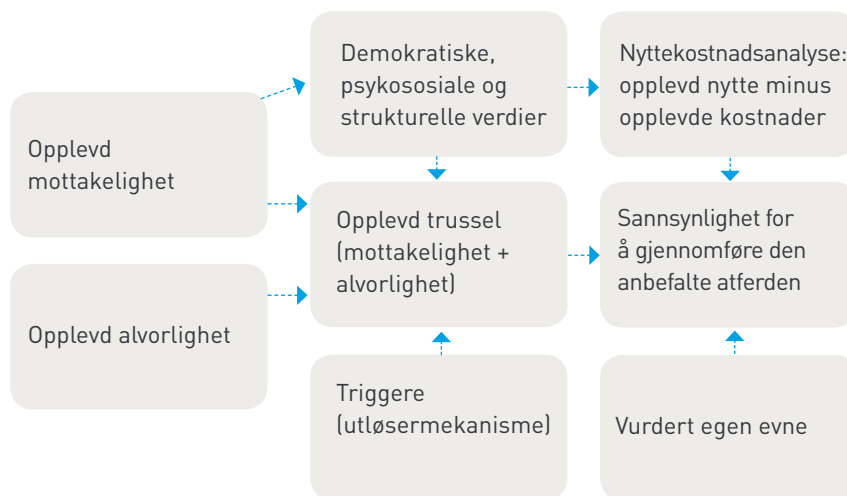 Opplevd
mottakelighet
Opplevd alvorlighet
Demokratiske,
psykososiale og
strukturelle verdier
Opplevd trussel
(mottakelighet +
alvorlighet)
Triggere
(utløsermekanisme)
Nyttekostnadsanalyse:
opplevd nytte minus
opplevde kostnader
Sannsynlighet for
å gjennomføre den
anbefalte atferden
Vurdert egen evne